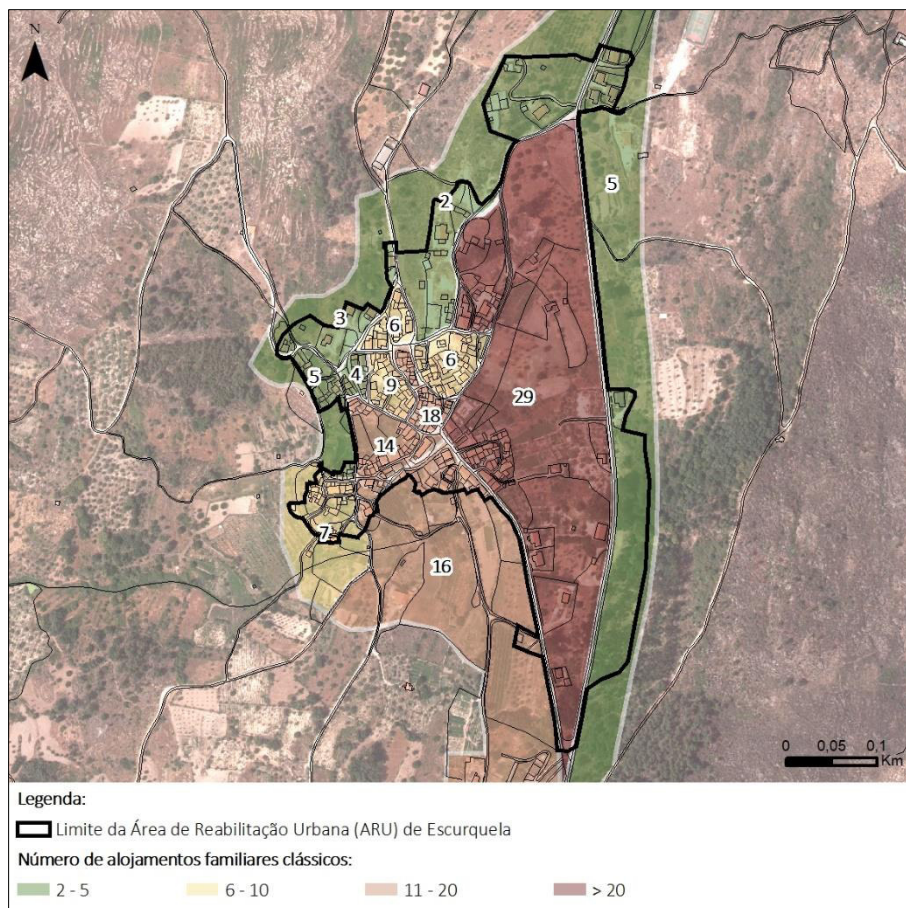 N
5
2
3
6
5
4
9
6
18
29
14
7
16
0 0,05 0,1
Km
Legenda:
Limite da Área de Reabilitação Urbana (ARU) de Escurquela
Número de alojamentos familiares clássicos:
2 - 5 6 - 10 11 - 20 > 20